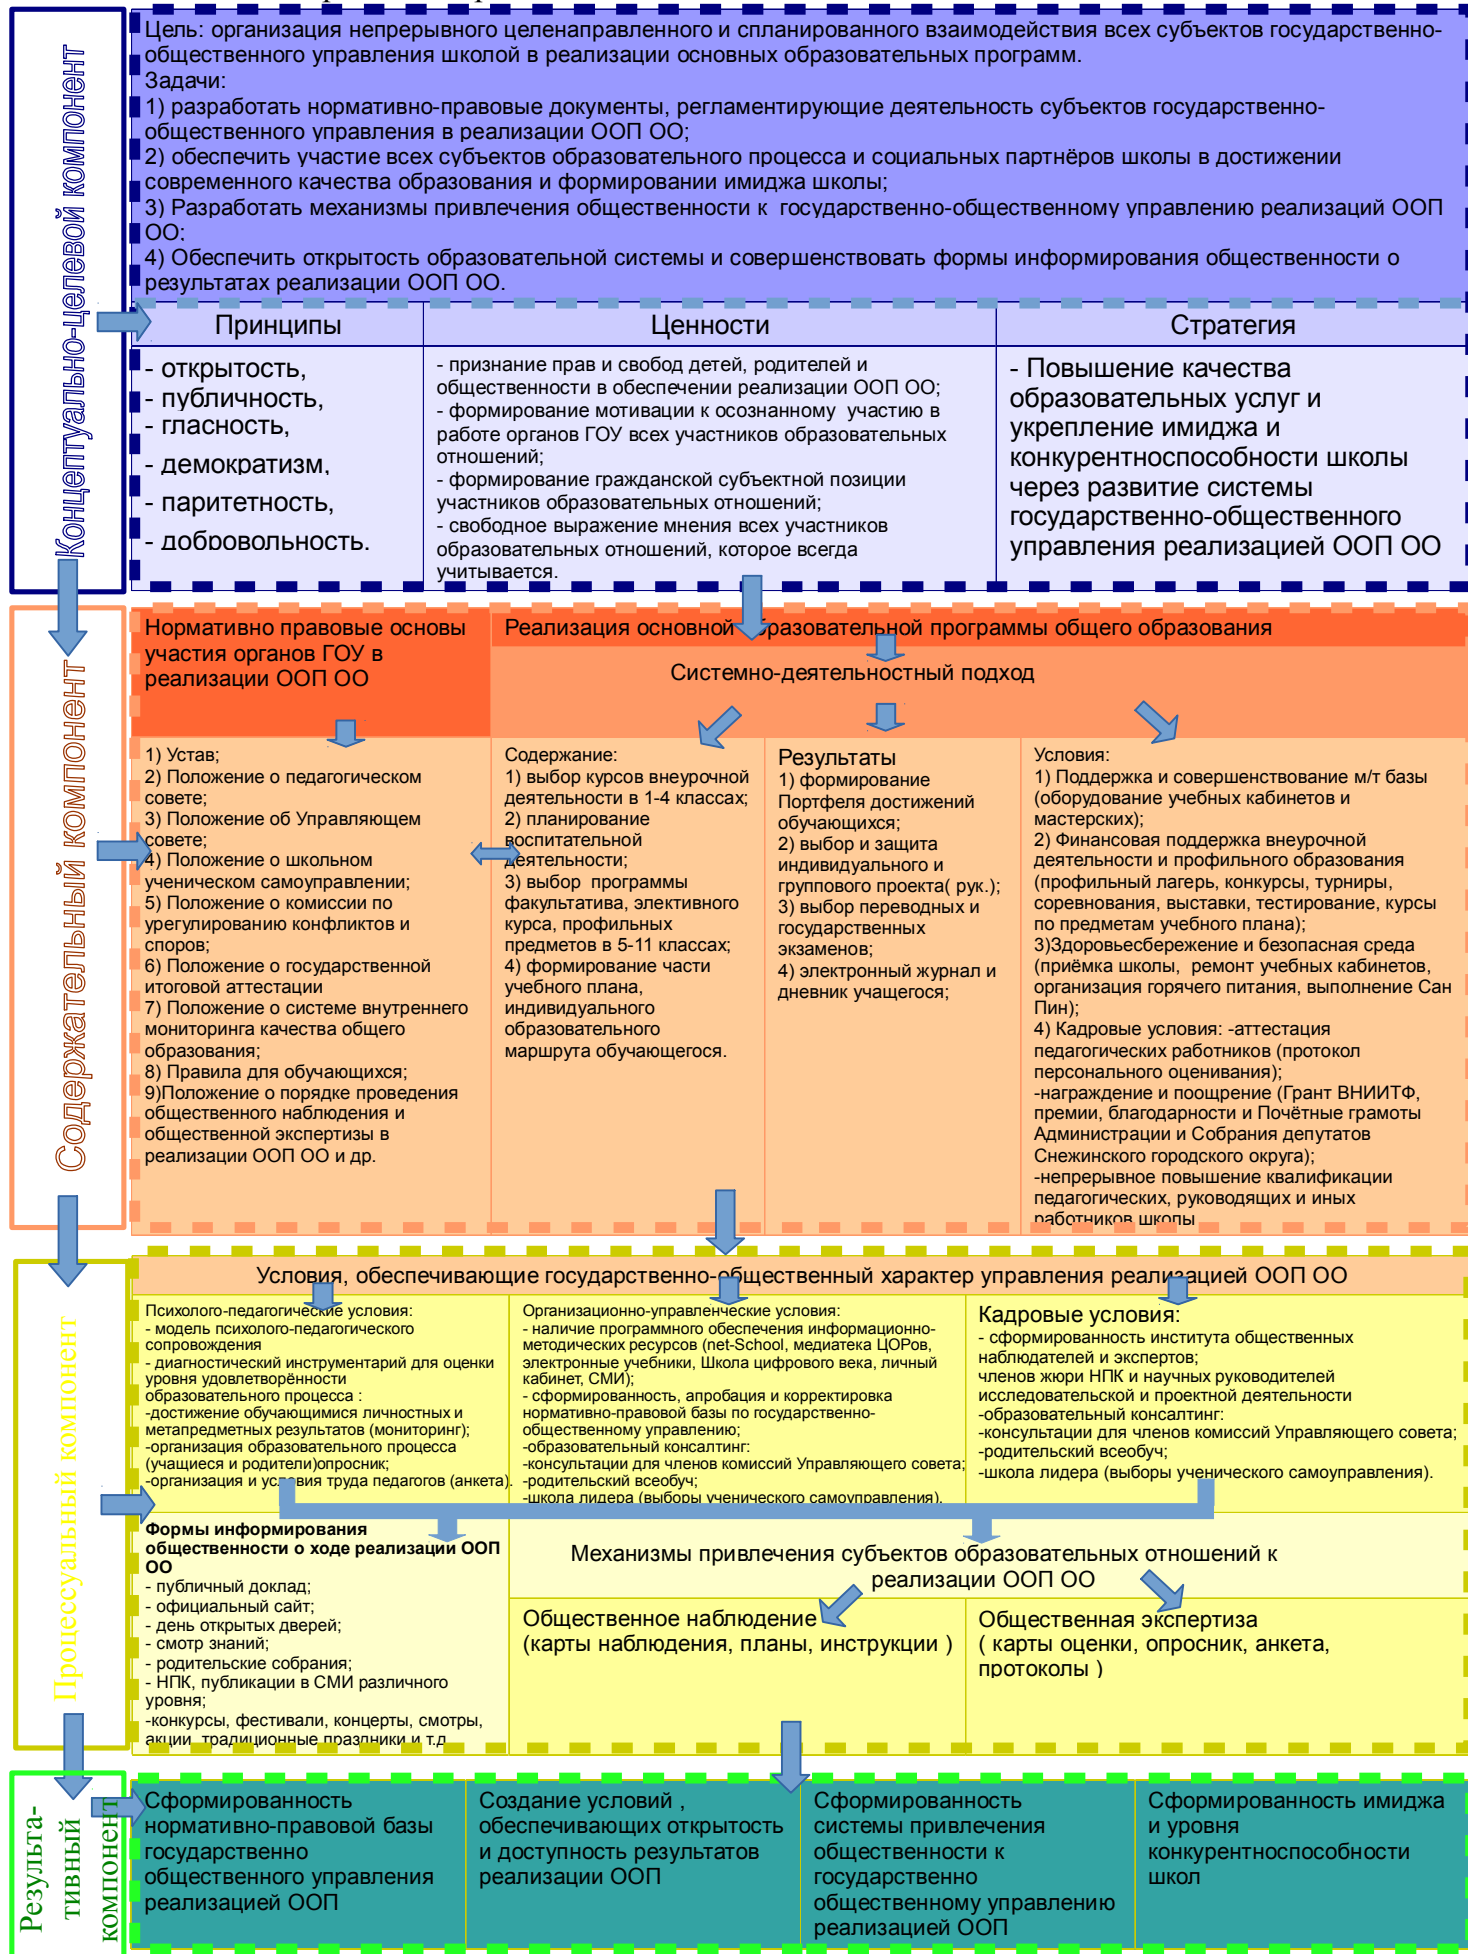 Концептуально-целевой компонент
Цель: организация непрерывного целенаправленного и спланированного взаимодействия всех субъектов государственно-
общественного управления школой в реализации основных образовательных программ.
Задачи:
1) разработать нормативно-правовые документы, регламентирующие деятельность субъектов государственно-
общественного управления в реализации ООП ОО;
2) обеспечить участие всех субъектов образовательного процесса и социальных партнёров школы в достижении
современного качества образования и формировании имиджа школы;
3) Разработать механизмы привлечения общественности к государственно-общественному управлению реализаций ООП
ОО;
4) Обеспечить открытость образовательной системы и совершенствовать формы информирования общественности о
результатах реализации ООП ОО.
Принципы
- открытость,
- публичность,
- гласность,
- демократизм,
- паритетность,
- добровольность.
Ценности
- признание прав и свобод детей, родителей и
общественности в обеспечении реализации ООП ОО;
- формирование мотивации к осознанному участию в
работе органов ГОУ всех участников образовательных
отношений;
- формирование гражданской субъектной позиции
участников образовательных отношений;
- свободное выражение мнения всех участников
образовательных отношений, которое всегда
учитывается.
Стратегия
- Повышение качества
образовательных услуг и
укрепление имиджа и
конкурентноспособности школы
через развитие системы
государственно-общественного
управления реализацией ООП ОО
Содержательный компонент
Нормативно правовые основы
участия органов ГОУ в
реализации ООП ОО
1) Устав;
2) Положение о педагогическом
совете;
3) Положение об Управляющем
совете;
4) Положение о школьном
ученическом самоуправлении;
5) Положение о комиссии по
урегулированию конфликтов и
споров;
6) Положение о государственной
итоговой аттестации
7) Положение о системе внутреннего
мониторинга качества общего
образования;
8) Правила для обучающихся;
9)Положение о порядке проведения
общественного наблюдения и
общественной экспертизы в
реализации ООП ОО и др.
Реализация основной образовательной программы общего образования
Системно-деятельностный подход
Содержание:
1) выбор курсов внеурочной
деятельности в 1-4 классах;
2) планирование
воспитательной
деятельности;
3) выбор программы
факультатива, элективного
курса, профильных
предметов в 5-11 классах;
4) формирование части
учебного плана,
индивидуального
образовательного
маршрута обучающегося.
Результаты
1) формирование
Портфеля достижений
обучающихся;
2) выбор и защита
индивидуального и
группового проекта( рук.);
3) выбор переводных и
государственных
экзаменов;
4) электронный журнал и
дневник учащегося;
Условия:
1) Поддержка и совершенствование м/т базы
(оборудование учебных кабинетов и
мастерских);
2) Финансовая поддержка внеурочной
деятельности и профильного образования
(профильный лагерь, конкурсы, турниры,
соревнования, выставки, тестирование, курсы
по предметам учебного плана);
3)Здоровьесбережение и безопасная среда
(приёмка школы, ремонт учебных кабинетов,
организация горячего питания, выполнение Сан
Пин);
4) Кадровые условия: -аттестация
педагогических работников (протокол
персонального оценивания);
-награждение и поощрение (Грант ВНИИТФ,
премии, благодарности и Почётные грамоты
Администрации и Собрания депутатов
Снежинского городского округа);
-непрерывное повышение квалификации
педагогических, руководящих и иных
работников школы
Процессуальный компонент
Условия, обеспечивающие государственно-общественный характер управления реализацией ООП ОО
Психолого-педагогические условия:
- модель психолого-педагогического
сопровождения
- диагностический инструментарий для оценки
уровня удовлетворённости
образовательного процесса :
-достижение обучающимися личностных и
метапредметных результатов (мониторинг);
-организация образовательного процесса
(учащиеся и родители)опросник;
-организация и условия труда педагогов (анкета).
Организационно-управленческие условия:
- наличие программного обеспечения информационно-
методических ресурсов (net-School, медиатека ЦОРов,
электронные учебники, Школа цифрового века, личный
кабинет, СМИ);
- сформированность, апробация и корректировка
нормативно-правовой базы по государственно-
общественному управлению;
-образовательный консалтинг:
-консультации для членов комиссий Управляющего совета;
-родительский всеобуч;
-школа лидера (выборы ученического самоуправления).
Кадровые условия:
- сформированность института общественных
наблюдателей и экспертов;
членов жюри НПК и научных руководителей
исследовательской и проектной деятельности
-образовательный консалтинг:
-консультации для членов комиссий Управляющего совета;
-родительский всеобуч;
-школа лидера (выборы ученического самоуправления).
Формы информирования
общественности о ходе реализации ООП
ОО
- публичный доклад;
- официальный сайт;
- день открытых дверей;
- смотр знаний;
- родительские собрания;
- НПК, публикации в СМИ различного
уровня;
-конкурсы, фестивали, концерты, смотры,
акции, традиционные праздники и т.д
Механизмы привлечения субъектов образовательных отношений к
реализации ООП ОО
Общественное наблюдение
(карты наблюдения, планы, инструкции )
Общественная экспертиза
( карты оценки, опросник, анкета,
протоколы )
Результа-
тивный
компонент
Сформированность
нормативно-правовой базы
государственно
общественного управления
реализацией ООП
Создание условий ,
обеспечивающих открытость
и доступность результатов
реализации ООП
Сформированность
системы привлечения
общественности к
государственно
общественному управлению
реализацией ООП
Сформированность имиджа
и уровня
конкурентноспособности
школ